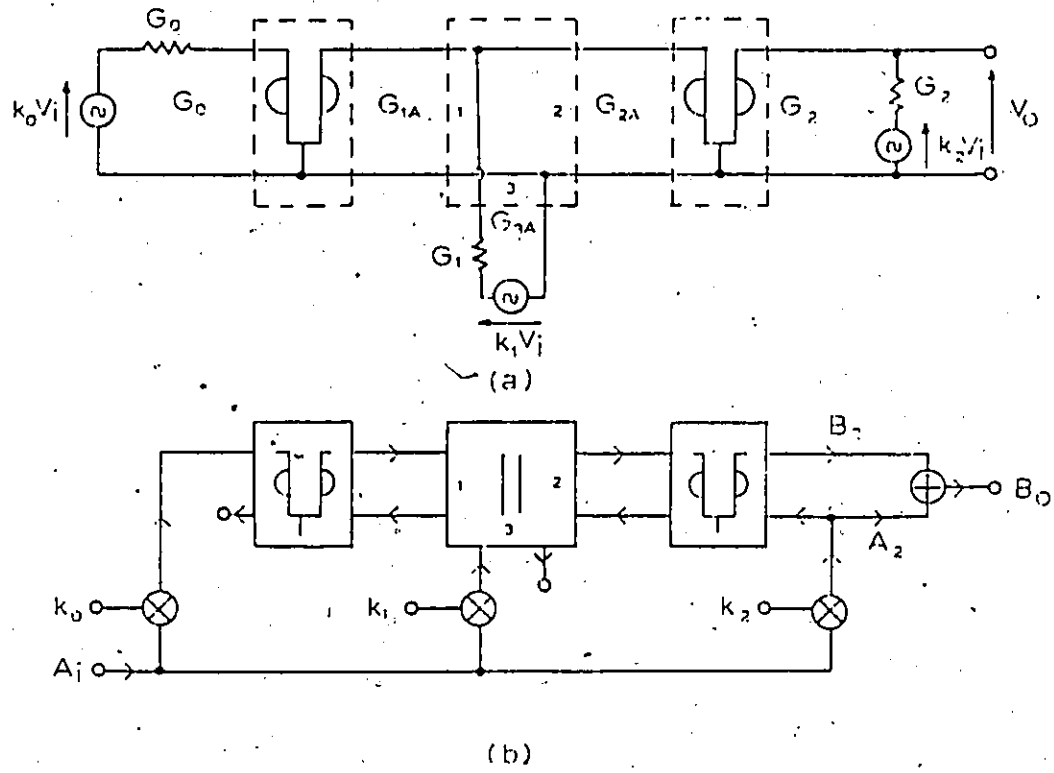 G₀
k₀Vᵢ
G₀
G₁A
1
2
G₂A
G₂
G₂
k₂Vᵢ
V₀
3
G₃A
G₁
k₁Vᵢ
(a)
B₂
1
2
3
B₀
A₂
k₀
k₁
k₂
Aᵢ
(b)